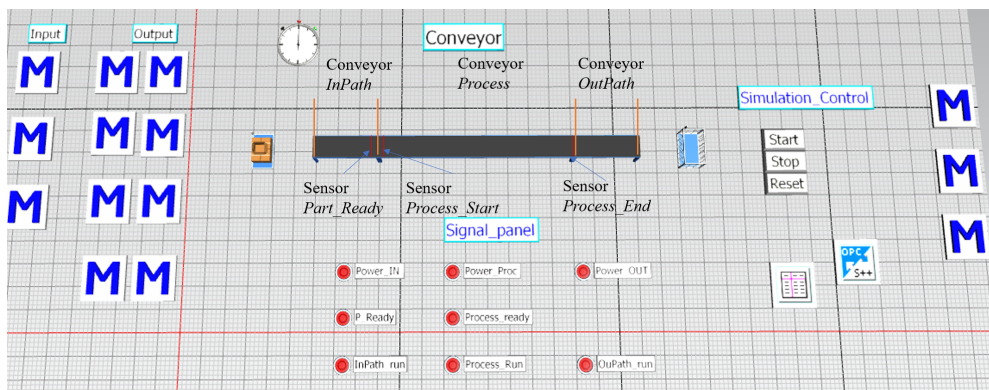 Input
Output
Conveyor
Conveyor
InPath
Conveyor
Process
Conveyor
OutPath
Simulation_Control
M
M
M
M
M
M
M
M
M
M
M
M
M
M
Start
Stop
Reset
Sensor
Part_Ready
Sensor
Process_Start
Sensor
Process_End
Signal_panel
Power_IN
Power_Proc
Power_OUT
OPC
S++
P_Ready
Process_ready
InPath_run
Process_Run
OuPath_run